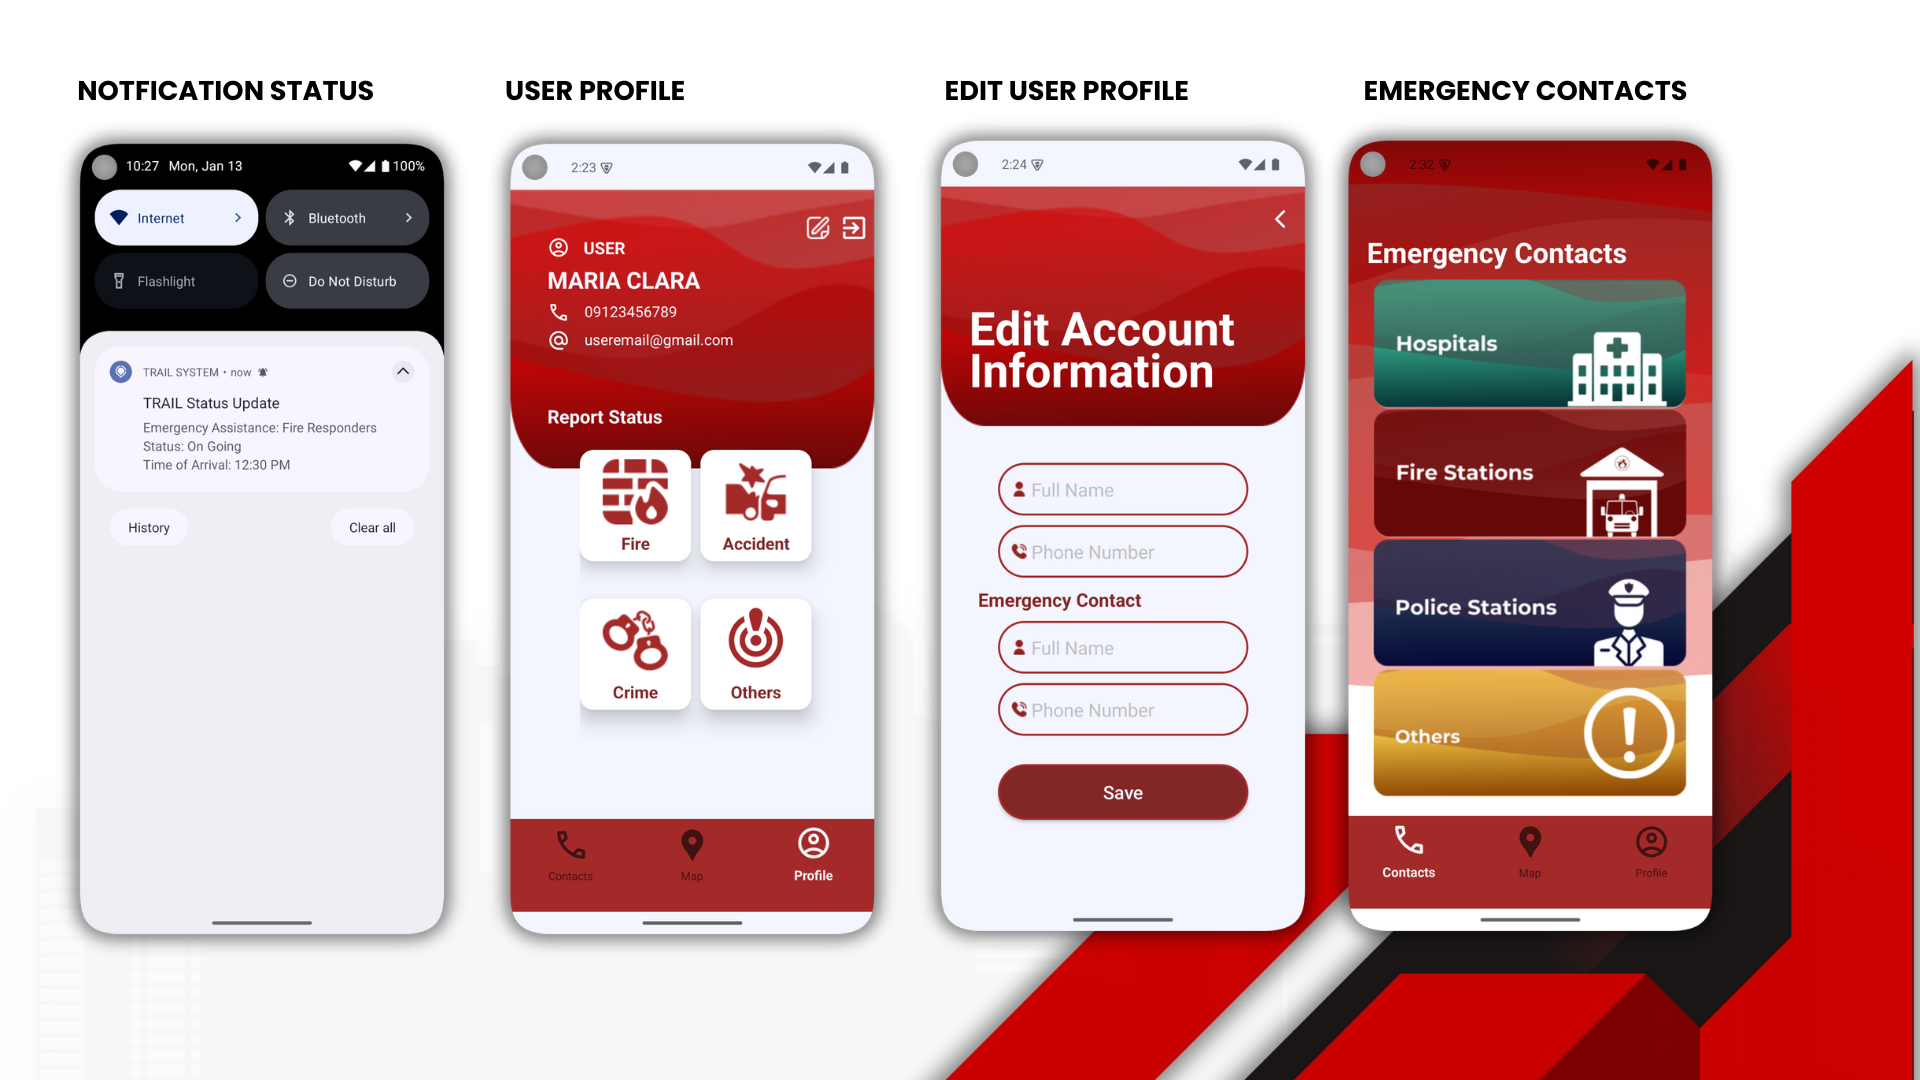 NOTFICATION STATUS
10:27 Mon, Jan 13
100%
Internet
Bluetooth
Flashlight
Do Not Disturb
TRAIL SYSTEM • now
TRAIL Status Update
Emergency Assistance: Fire Responders
Status: On Going
Time of Arrival: 12:30 PM
History
Clear all
USER PROFILE
2:23
USER
MARIA CLARA
09123456789
useremail@gmail.com
Report Status
Fire
Accident
Crime
Others
Contacts
Map
Profile
EDIT USER PROFILE
2:24
Edit Account
Information
Full Name
Phone Number
Emergency Contact
Full Name
Phone Number
Save
EMERGENCY CONTACTS
2:32
Emergency Contacts
Hospitals
Fire Stations
Police Stations
Others
Contacts
Map
Profile